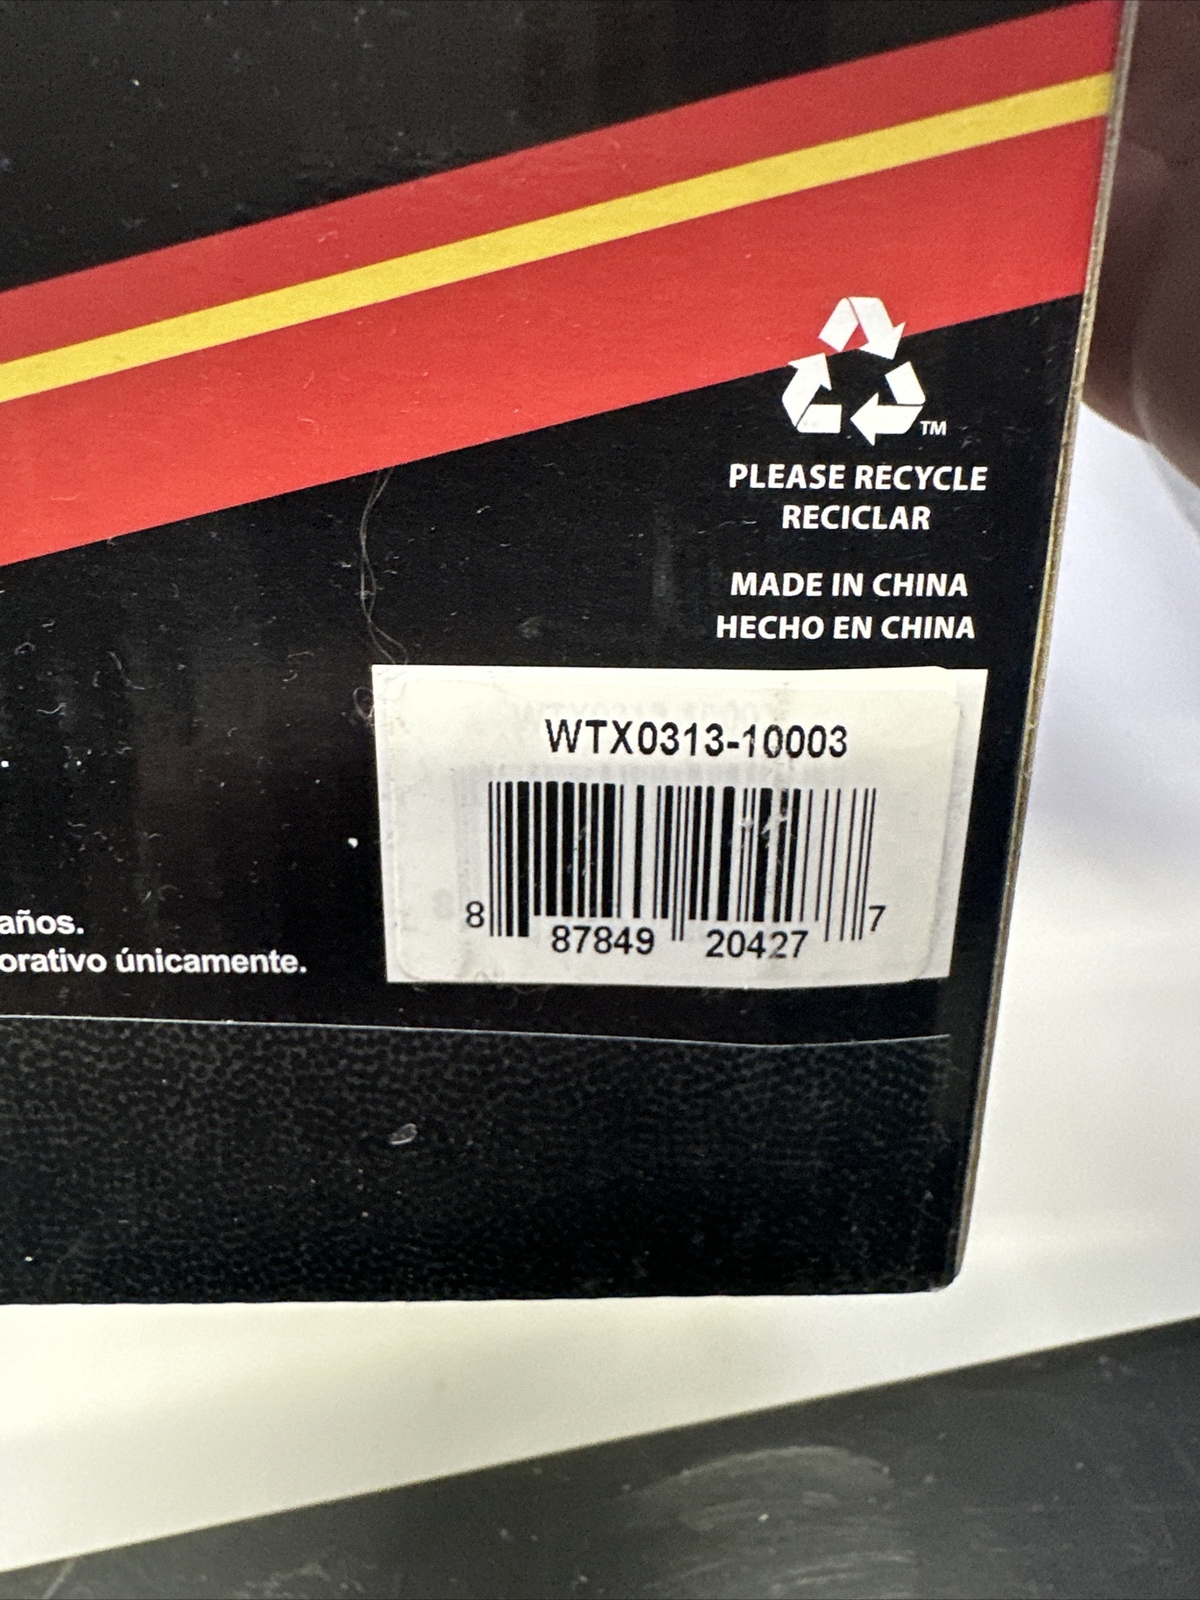 TM
PLEASE RECYCLE
RECICLAR
MADE IN CHINA
HECHO EN CHINA
WTX0313-10003
8 87849 20427 7
años.
orativo únicamente.